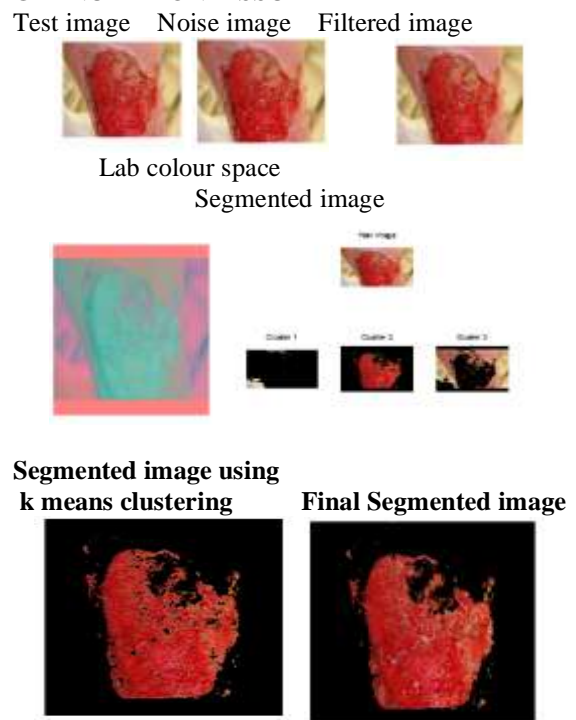 Test image Noise image Filtered image
Lab colour space
Segmented image
Cluster 1 Cluster 2 Cluster 3
Segmented image using
k means clustering Final Segmented image